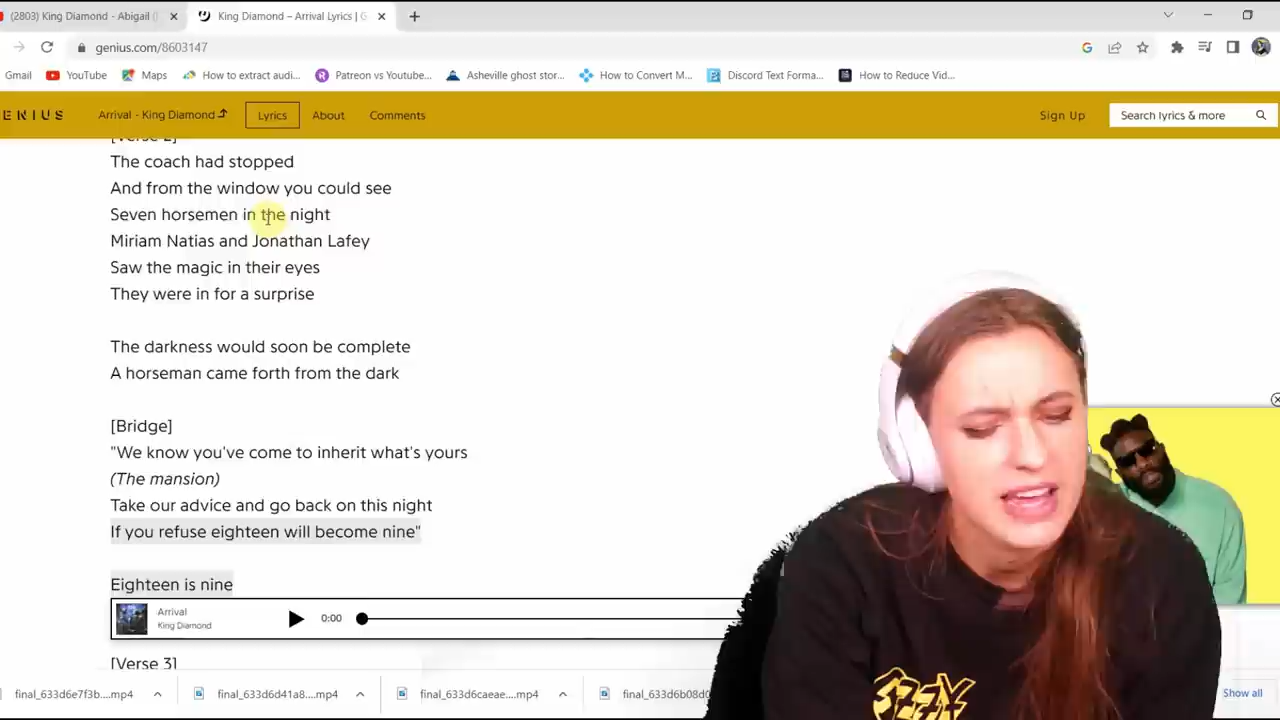 (2803) King Diamond - Abigail (
King Diamond – Arrival Lyrics | G
genius.com/8603147
Gmail
YouTube
Maps
How to extract audi...
Patreon vs Youtube...
Asheville ghost stor...
How to Convert M...
Discord Text Forma...
How to Reduce Vid...
ENIUS
Arrival - King Diamond
Lyrics
About
Comments
Sign Up
Search lyrics & more
[Verse 2]
The coach had stopped
And from the window you could see
Seven horsemen in the night
Miriam Natias and Jonathan Lafey
Saw the magic in their eyes
They were in for a surprise
The darkness would soon be complete
A horseman came forth from the dark
[Bridge]
"We know you've come to inherit what's yours
(The mansion)
Take our advice and go back on this night
If you refuse eighteen will become nine"
Eighteen is nine
Arrival
King Diamond
0:00
[Verse 3]
final_633d6e7f3b....mp4
final_633d6d41a8....mp4
final_633d6caeae....mp4
final_633d6b08d0
Show all